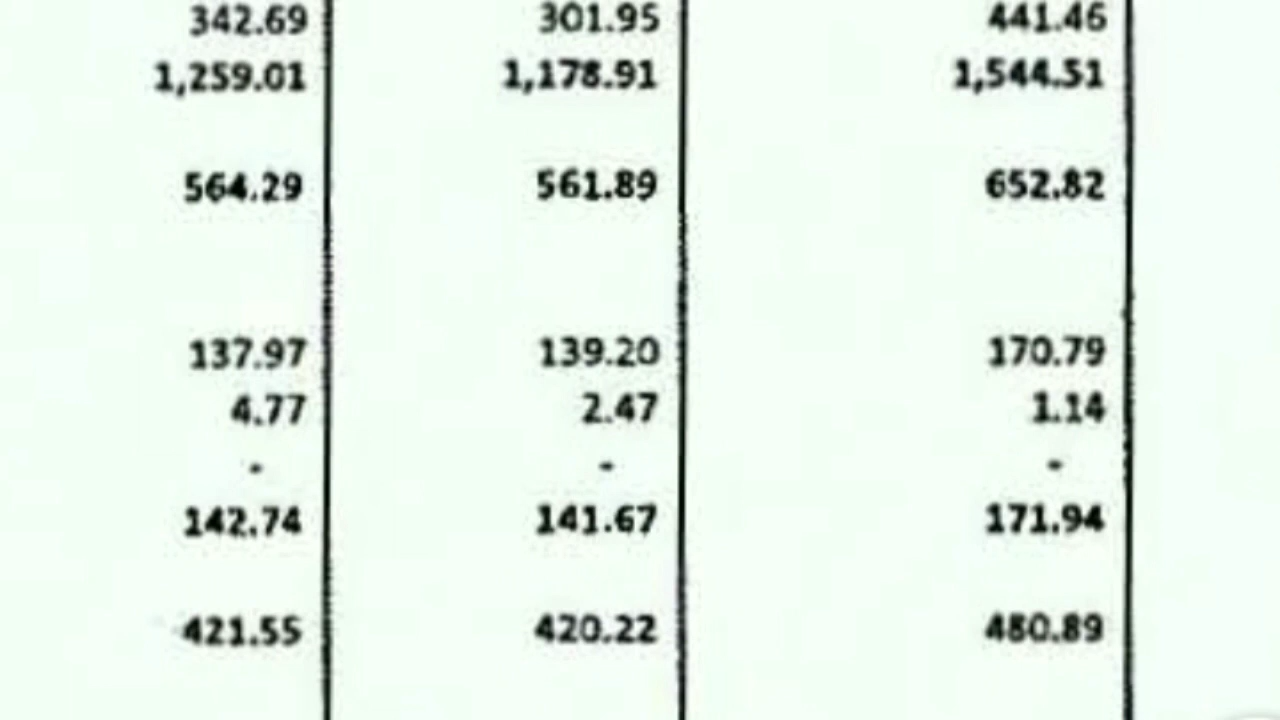 342.69 301.95 441.46
1,259.01 1,178.91 1,544.51
564.29 561.89 652.82
137.97 139.20 170.79
4.77 2.47 1.14
- - -
142.74 141.67 171.94
421.55 420.22 480.89